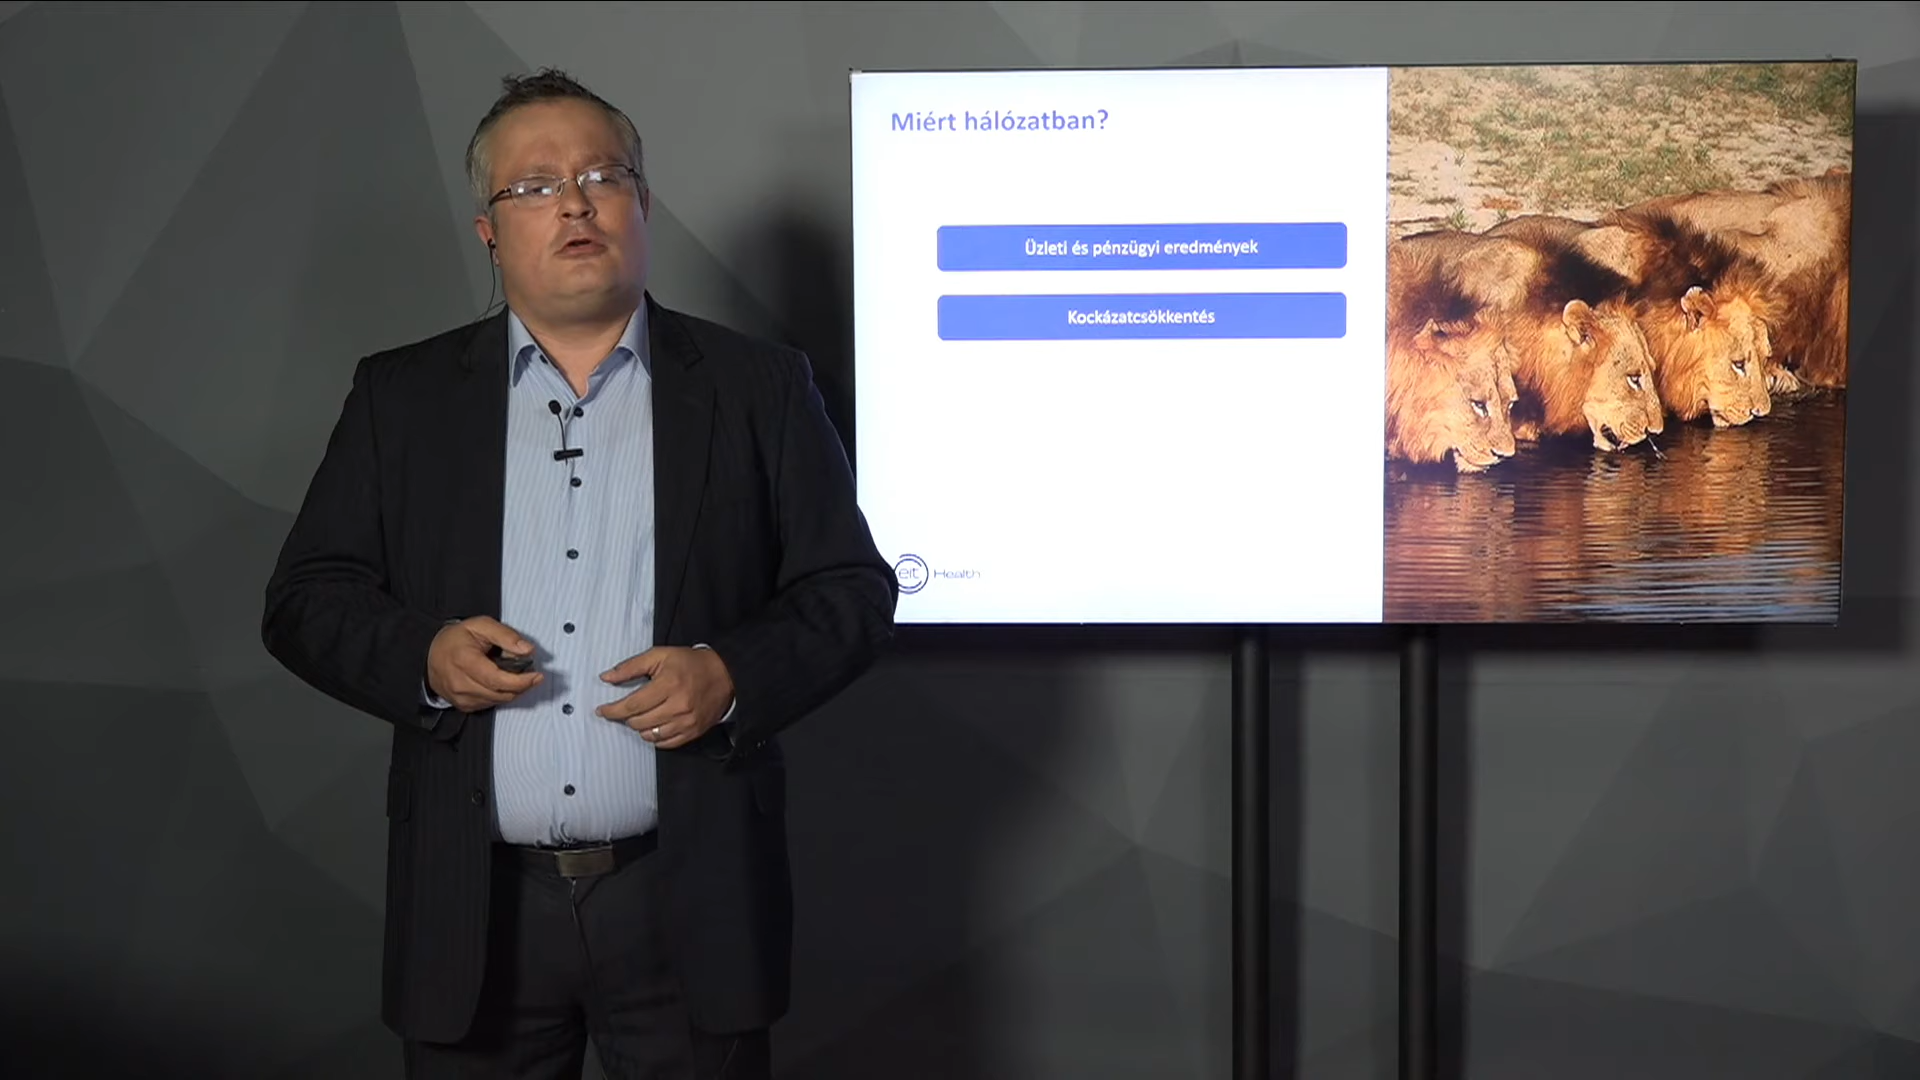 Miért hálózatban?
Üzleti és pénzügyi eredmények
Kockázatcsökkentés
eit Health